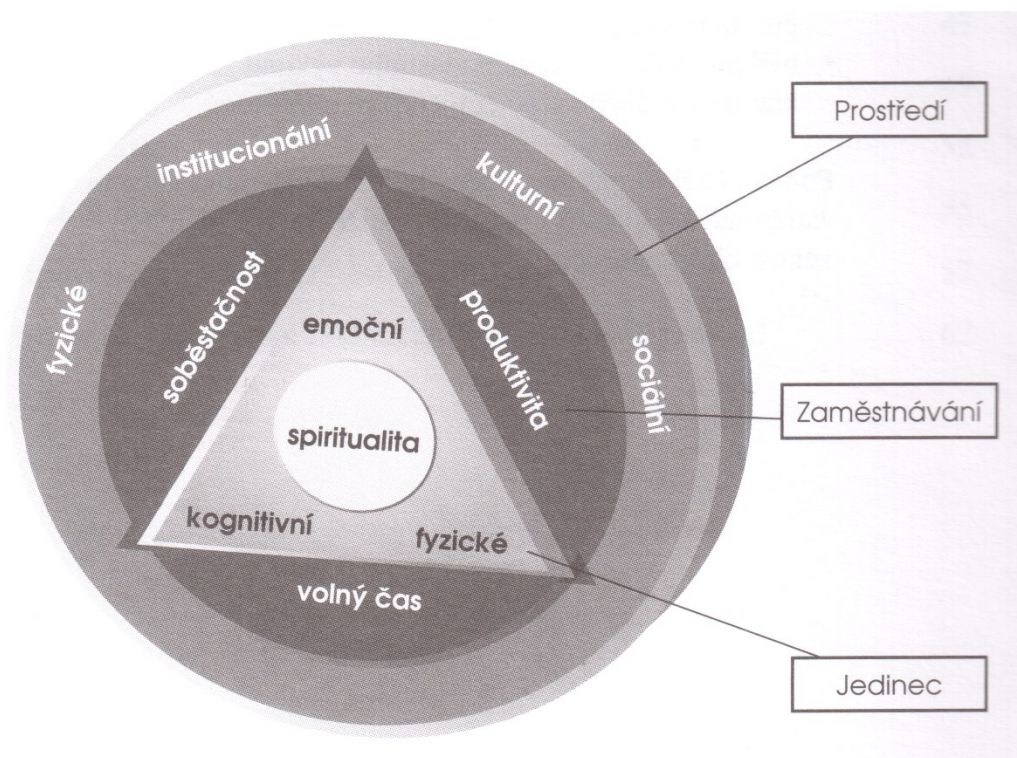 Prostředí
institucionální
kulturní
fyzické
soběstačnost
produktivita
sociální
emoční
Zaměstnávání
spiritualita
kognitivní
fyzické
volný čas
Jedinec